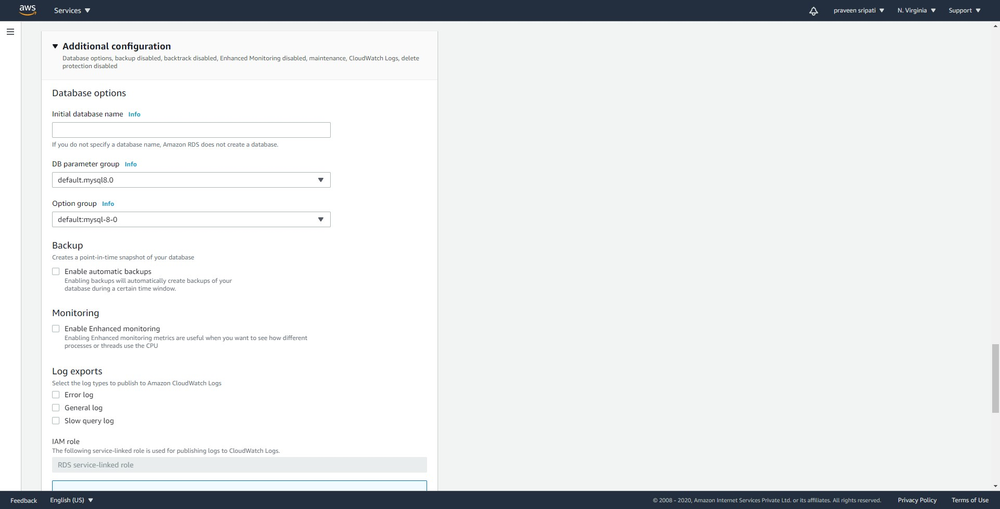 aws
Services
praveen sripati
N. Virginia
Support
Additional configuration
Database options, backup disabled, backtrack disabled, Enhanced Monitoring disabled, maintenance, CloudWatch Logs, delete
protection disabled
Database options
Initial database name Info
If you do not specify a database name, Amazon RDS does not create a database.
DB parameter group Info
default.mysql8.0
Option group Info
default:mysql-8-0
Backup
Creates a point-in-time snapshot of your database
Enable automatic backups
Enabling backups will automatically create backups of your
database during a certain time window.
Monitoring
Enable Enhanced monitoring
Enabling Enhanced monitoring metrics are useful when you want to see how different
processes or threads use the CPU
Log exports
Select the log types to publish to Amazon CloudWatch Logs
Error log
General log
Slow query log
IAM role
The following service-linked role is used for publishing logs to CloudWatch Logs.
RDS service-linked role
Feedback
English (US)
© 2008 - 2020, Amazon Internet Services Private Ltd. or its affiliates. All rights reserved.
Privacy Policy
Terms of Use